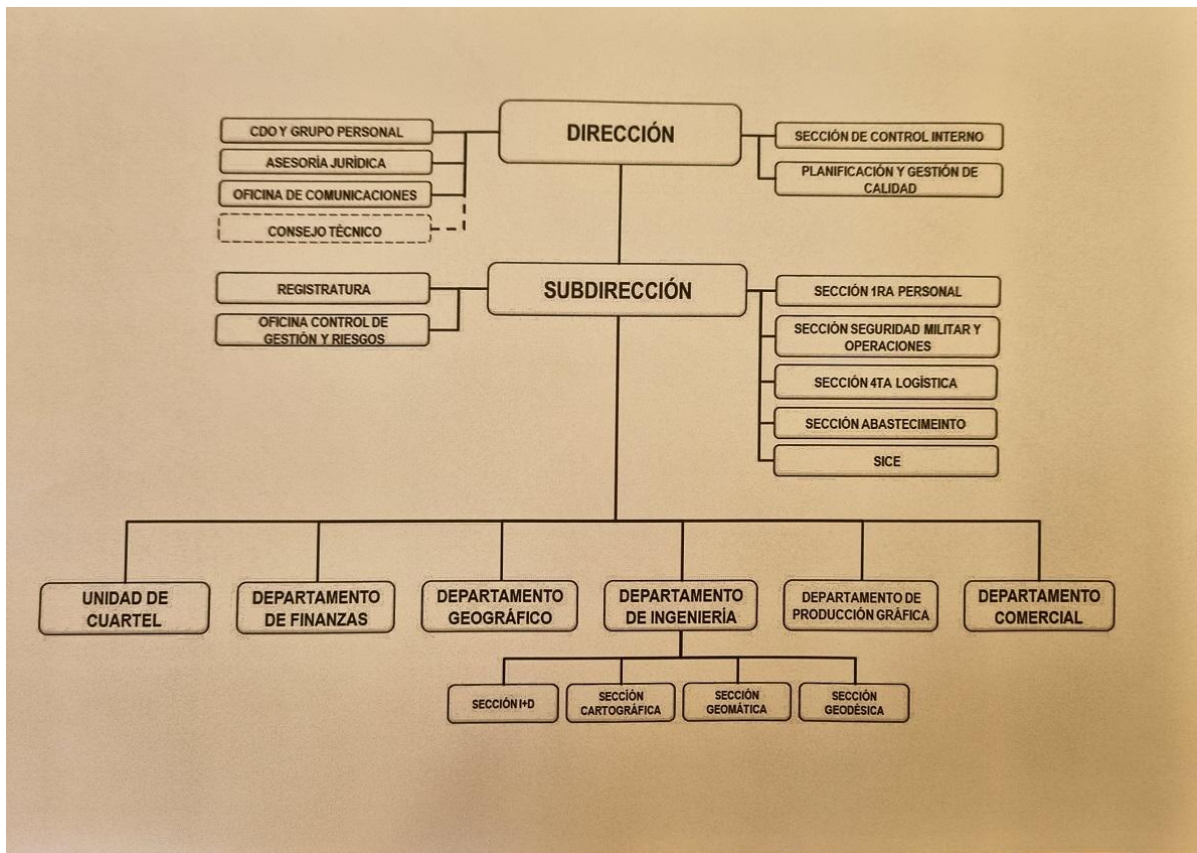 CDO Y GRUPO PERSONAL
ASESORÍA JURÍDICA
OFICINA DE COMUNICACIONES
CONSEJO TÉCNICO
DIRECCIÓN
SECCIÓN DE CONTROL INTERNO
PLANIFICACIÓN Y GESTIÓN DE
CALIDAD
REGISTRATURA
OFICINA CONTROL DE
GESTIÓN Y RIESGOS
SUBDIRECCIÓN
SECCIÓN 1RA PERSONAL
SECCIÓN SEGURIDAD MILITAR Y
OPERACIONES
SECCIÓN 4TA LOGÍSTICA
SECCIÓN ABASTECIMEINTO
SICE
UNIDAD DE
CUARTEL
DEPARTAMENTO
DE FINANZAS
DEPARTAMENTO
GEOGRÁFICO
DEPARTAMENTO
DE INGENIERÍA
DEPARTAMENTO DE
PRODUCCIÓN GRÁFICA
DEPARTAMENTO
COMERCIAL
SECCIÓN I+D
SECCIÓN
CARTOGRÁFICA
SECCIÓN
GEOMÁTICA
SECCIÓN
GEODÉSICA